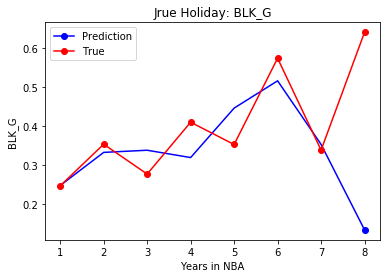 Jrue Holiday: BLK_G
Prediction
True
BLK_G
0.6
0.5
0.4
0.3
0.2
1 2 3 4 5 6 7 8
Years in NBA